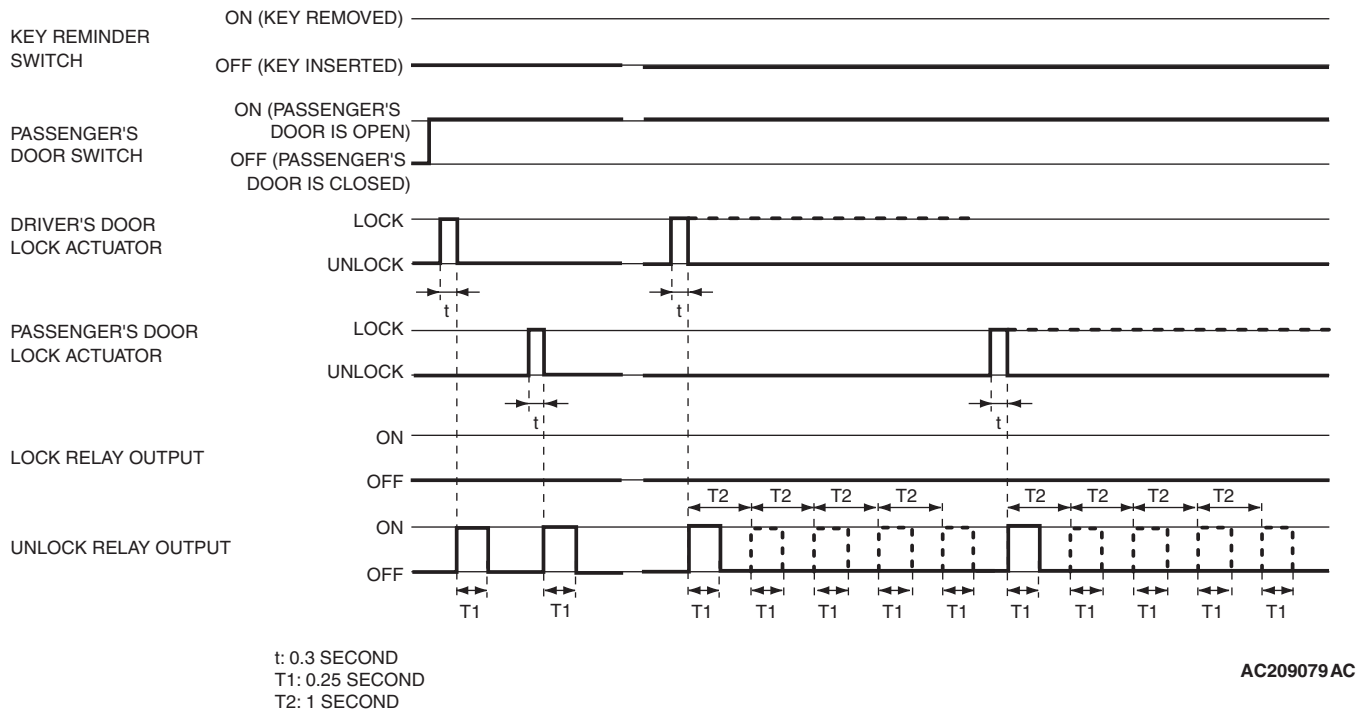 KEY REMINDER
SWITCH
ON (KEY REMOVED)
OFF (KEY INSERTED)
PASSENGER'S
DOOR SWITCH
ON (PASSENGER'S
DOOR IS OPEN)
OFF (PASSENGER'S
DOOR IS CLOSED)
DRIVER'S DOOR
LOCK ACTUATOR
LOCK
UNLOCK
t
t
PASSENGER'S DOOR
LOCK ACTUATOR
LOCK
UNLOCK
t
t
LOCK RELAY OUTPUT
ON
OFF
T2 T2 T2 T2 T2 T2 T2 T2
UNLOCK RELAY OUTPUT
ON
OFF
T1 T1 T1 T1 T1 T1 T1 T1 T1 T1 T1 T1
t: 0.3 SECOND
T1: 0.25 SECOND
T2: 1 SECOND
AC209079AC